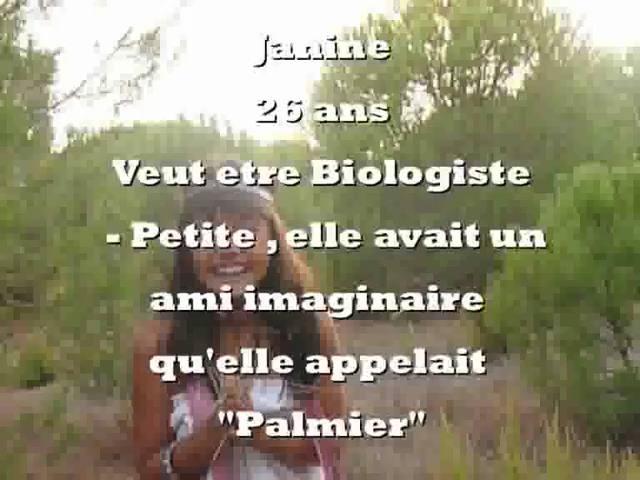 Janine
26 ans
Veut etre Biologiste
- Petite , elle avait un
ami imaginaire
qu'elle appelait
"Palmier"